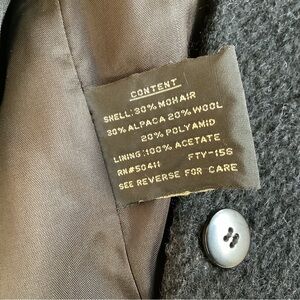 CONTENT
SHELL: 30% MOHAIR
30% ALPACA 20% WOOL
20% POLYAMID
LINING: 100% ACETATE
RN#50411 FTY-15S
SEE REVERSE FOR CARE